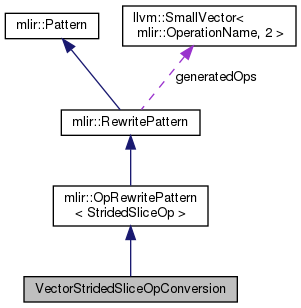 mlir::Pattern
llvm::SmallVector<
mlir::OperationName, 2 >
generatedOps
mlir::RewritePattern
mlir::OpRewritePattern
< StridedSliceOp >
VectorStridedSliceOpConversion